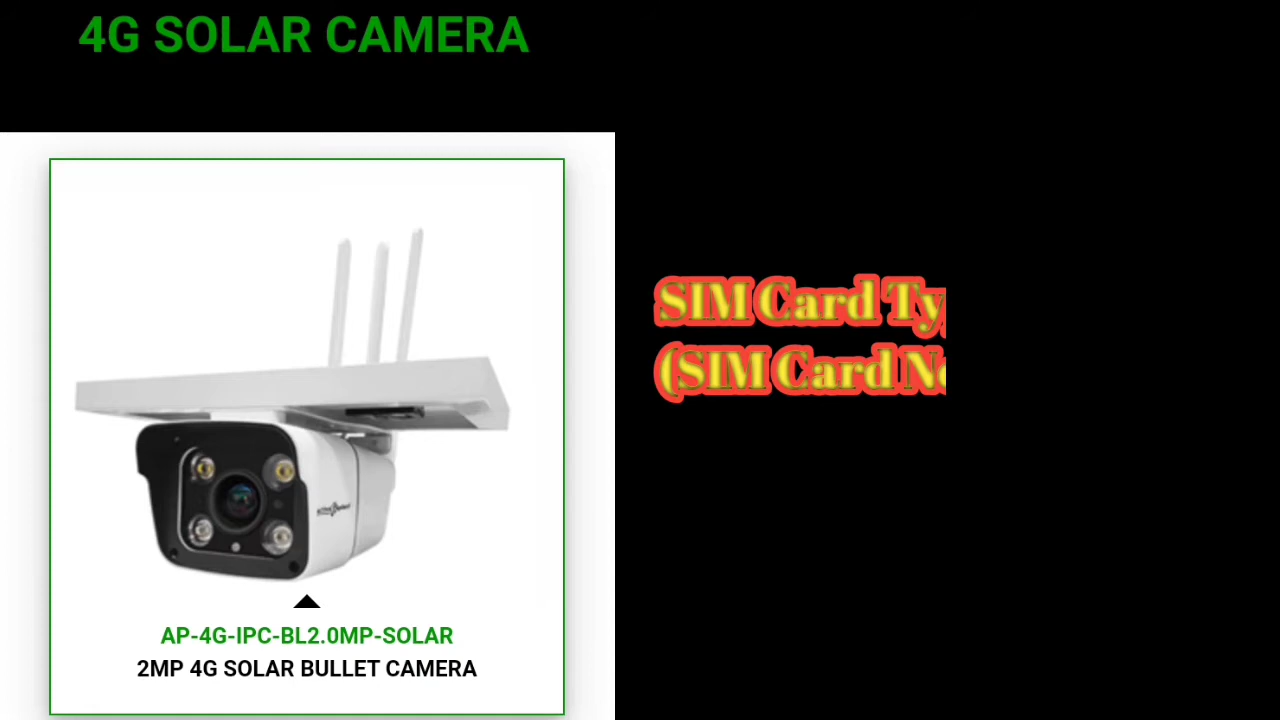 4G SOLAR CAMERA
SIM Card Ty
(SIM Card N
AP-4G-IPC-BL2.0MP-SOLAR
2MP 4G SOLAR BULLET CAMERA